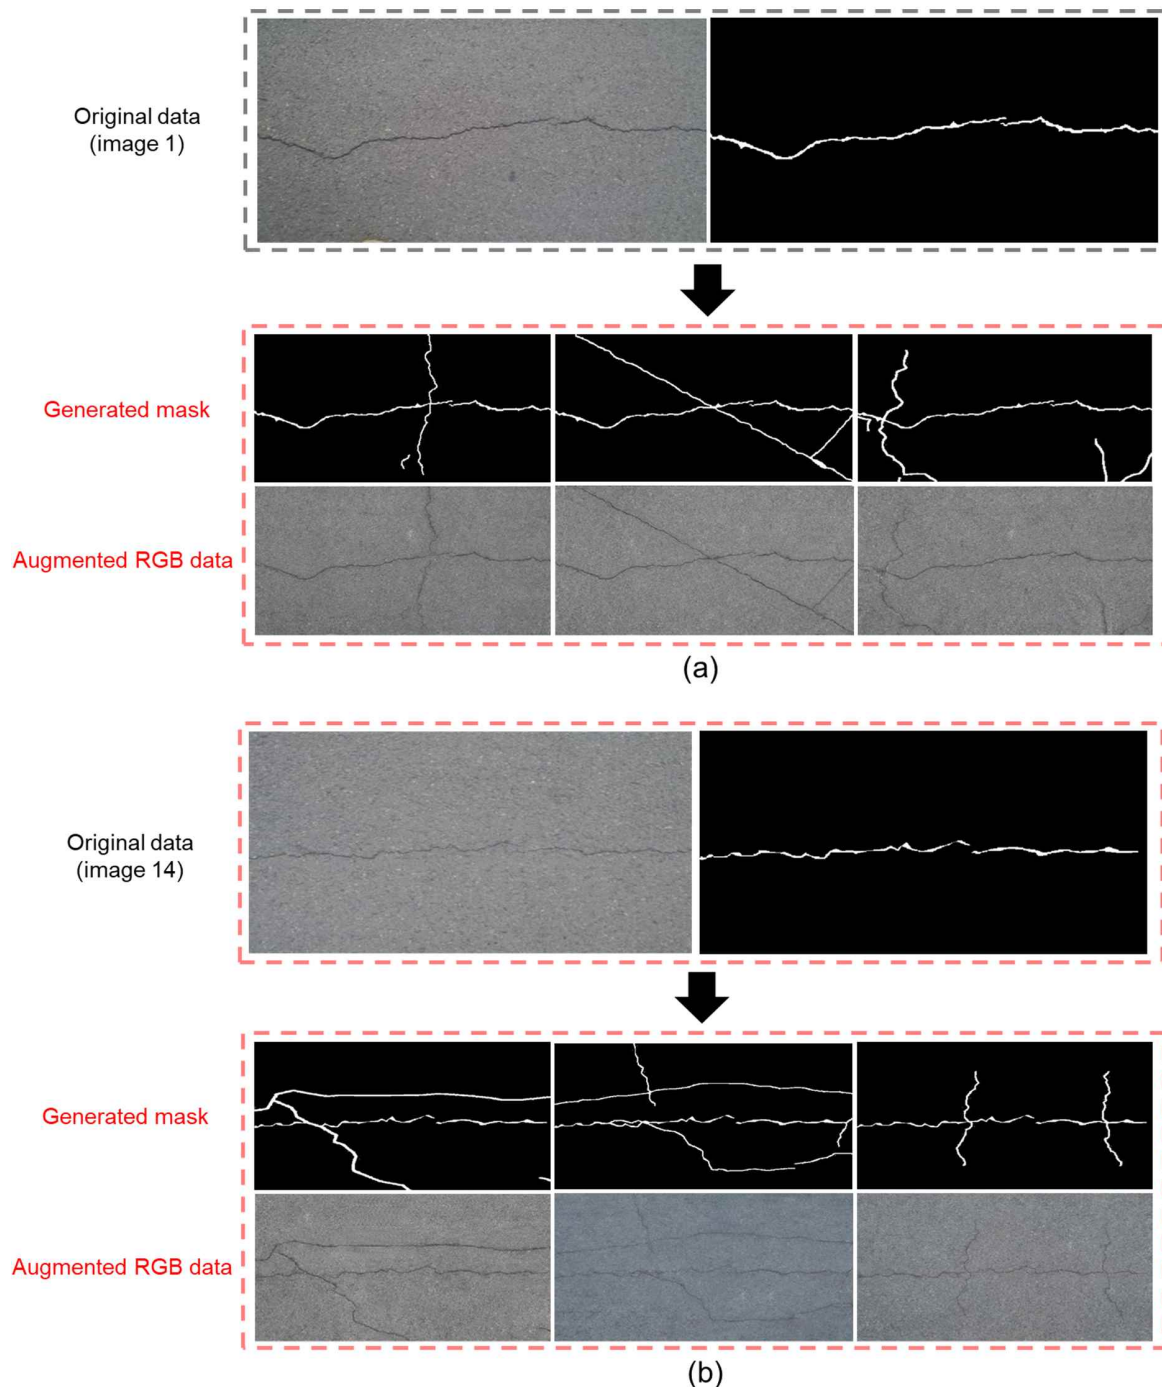 Original data
(image 1)
Generated mask
Augmented RGB data
(a)
Original data
(image 14)
Generated mask
Augmented RGB data
(b)